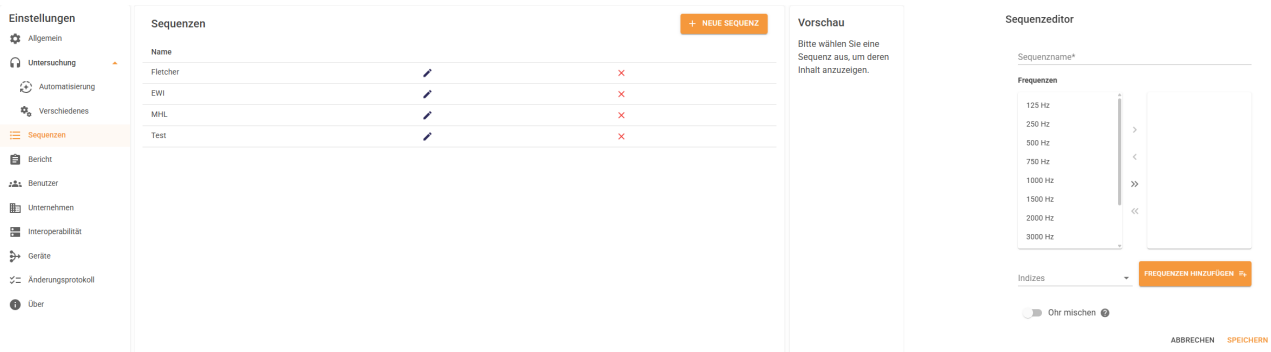 Einstellungen
Allgemein
Untersuchung
Automatisierung
Verschiedenes
Sequenzen
Bericht
Benutzer
Unternehmen
Interoperabilität
Geräte
Änderungsprotokoll
Über
Sequenzen
+ NEUE SEQUENZ
Name
Fletcher
EWI
MHL
Test
Vorschau
Bitte wählen Sie eine
Sequenz aus, um deren
Inhalt anzuzeigen.
Sequenzeditor
Sequenzname*
Frequenzen
125 Hz
250 Hz
500 Hz
750 Hz
1000 Hz
1500 Hz
2000 Hz
3000 Hz
Indizes
FREQUENZEN HINZUFÜGEN
Ohr mischen
ABBRECHEN SPEICHERN